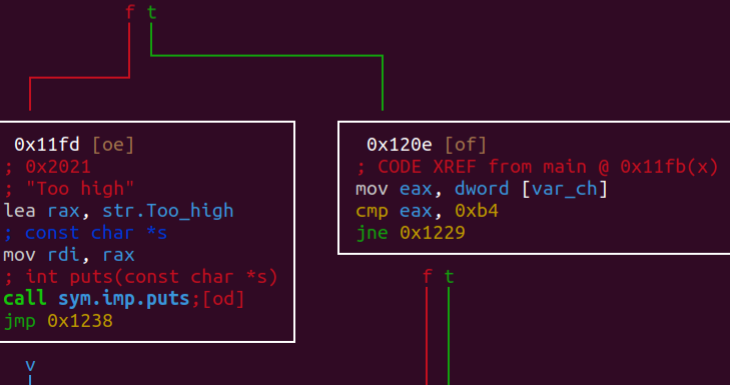 f t
0x11fd [oe]
; 0x2021
; "Too high"
lea rax, str.Too_high
; const char *s
mov rdi, rax
; int puts(const char *s)
call sym.imp.puts;[od]
jmp 0x1238
v
0x120e [of]
; CODE XREF from main @ 0x11fb(x)
mov eax, dword [var_ch]
cmp eax, 0xb4
jne 0x1229
f t